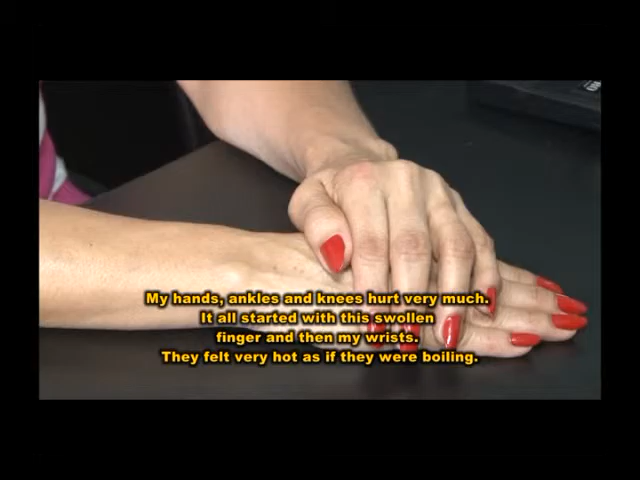 My hands, ankles and knees hurt very much.
It all started with this swollen
finger and then my wrists.
They felt very hot as if they were boiling.